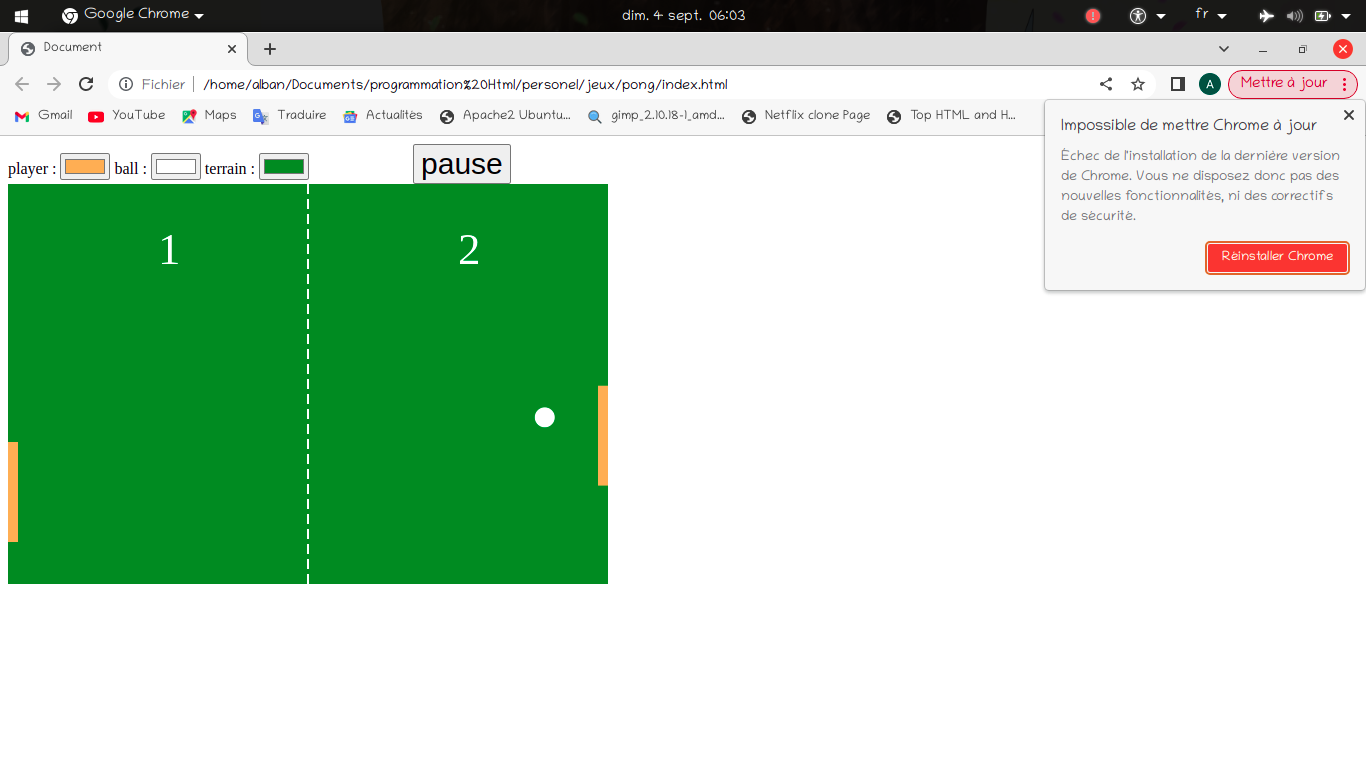 Google Chrome
dim. 4 sept. 06:03
fr
Document
Fichier
/home/alban/Documents/programmation%20Html/personel/jeux/pong/index.html
A
Mettre à jour
Gmail
YouTube
Maps
Traduire
Actualités
Apache2 Ubuntu...
gimp_2.10.18-1_amd...
Netflix clone Page
Top HTML and H...
Impossible de mettre Chrome à jour
Échec de l'installation de la dernière version
de Chrome. Vous ne disposez donc pas des
nouvelles fonctionnalités, ni des correctifs
de sécurité.
Réinstaller Chrome
player :
ball :
terrain :
pause
1
2